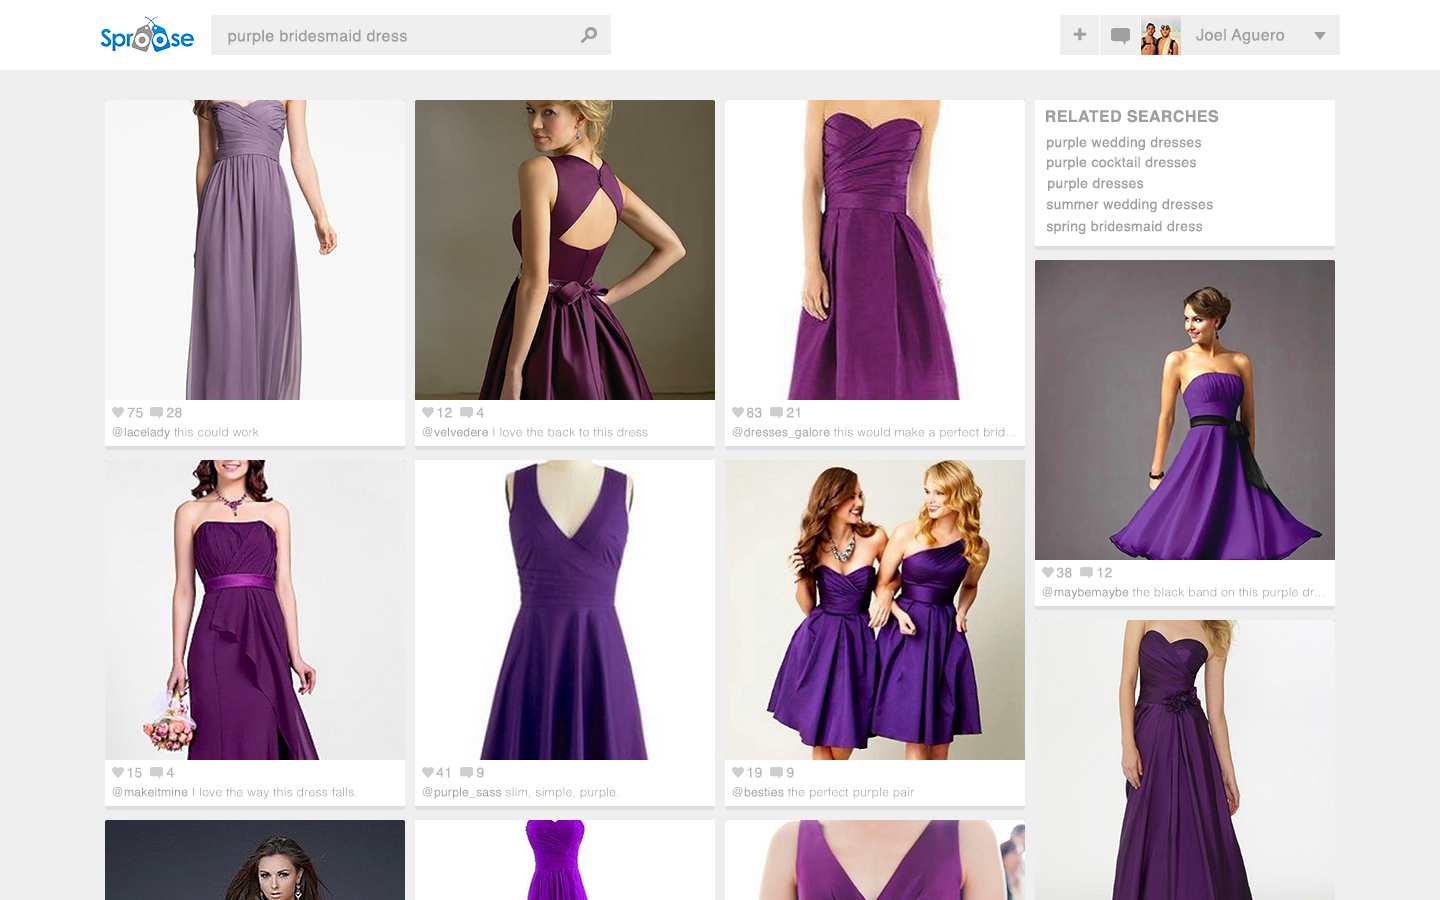 Sproose
purple bridesmaid dress
Joel Aguero
RELATED SEARCHES
purple wedding dresses
purple cocktail dresses
purple dresses
summer wedding dresses
spring bridesmaid dress
75 28
@lacelady this could work
12 4
@velvedere I love the back to this dress
83 21
@dresses_galore this would make a perfect brid...
38 12
@maybemaybe the black band on this purple dr...
15 4
@makeitmine I love the way this dress falls.
41 9
@purple_sass slim, simple, purple.
19 9
@besties the perfect purple pair